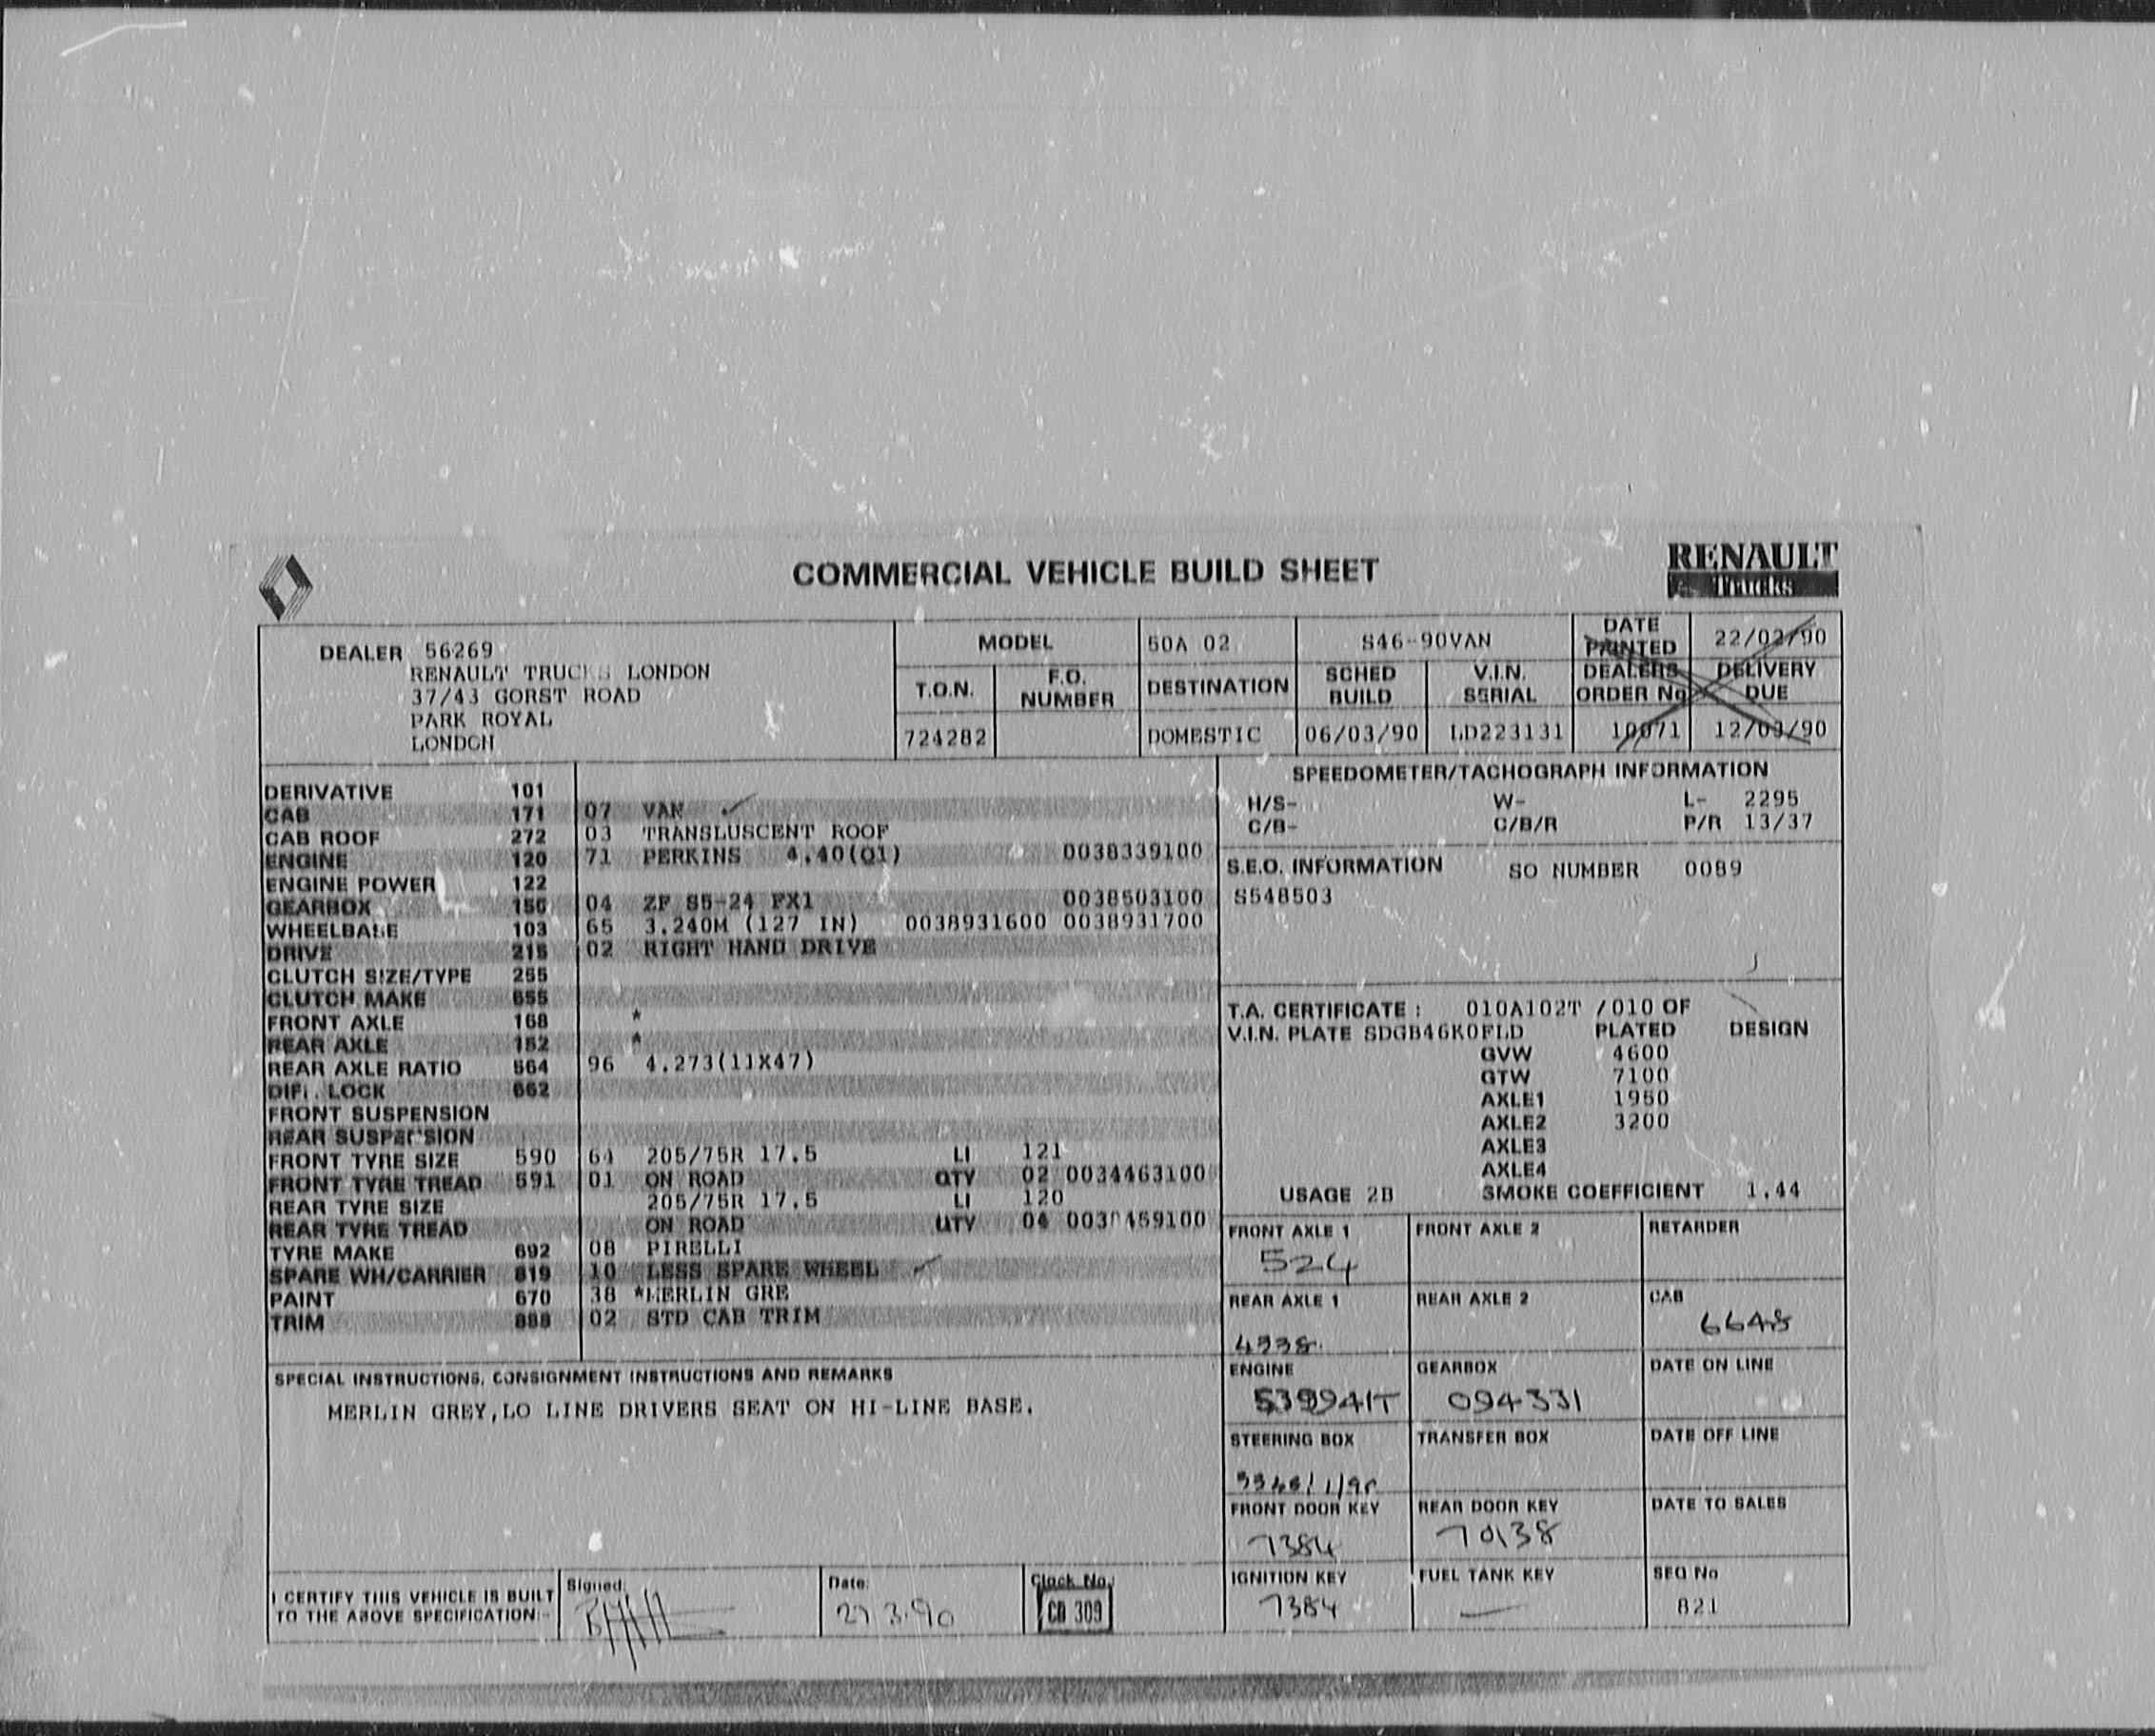 COMMERCIAL VEHICLE BUILD SHEET
RENAULT
Trucks
DEALER 56269
RENAULT TRUCKS LONDON
37/43 GORST ROAD
PARK ROYAL
LONDON
MODEL 50A 02 S46-90VAN DATE PRINTED 22/02/90
T.O.N. F.O. NUMBER DESTINATION SCHED BUILD V.I.N. SERIAL DEALERS ORDER No DELIVERY DUE
724282 DOMESTIC 06/03/90 LD223131 10071 12/03/90
DERIVATIVE 101
CAB 171 07 VAN
CAB ROOF 272 03 TRANSLUSCENT ROOF
ENGINE 120 71 PERKINS 4.40(Q1) 0038339100
ENGINE POWER 122
GEARBOX 150 04 ZF S5-24 FX1 0038503100
WHEELBASE 103 65 3.240M (127 IN) 0038931600 0038931700
DRIVE 215 02 RIGHT HAND DRIVE
CLUTCH SIZE/TYPE 255
CLUTCH MAKE 655
FRONT AXLE 168 *
REAR AXLE 152 *
REAR AXLE RATIO 564 96 4.273(11X47)
DIFF. LOCK 662
FRONT SUSPENSION
REAR SUSPENSION
FRONT TYRE SIZE 590 64 205/75R 17.5 LI 121
FRONT TYRE TREAD 591 01 ON ROAD QTY 02 0034463100
REAR TYRE SIZE 205/75R 17.5 LI 120
REAR TYRE TREAD ON ROAD QTY 04
TYRE MAKE 692 08 PIRELLI
SPARE WH/CARRIER 819 10 LESS SPARE WHEEL
PAINT 670 38 *MERLIN GRE
TRIM 888 02 STD CAB TRIM
SPEEDOMETER/TACHOGRAPH INFORMATION
H/S- W- L- 2295
C/B- C/B/R P/R 13/37
S.E.O. INFORMATION SO NUMBER 0089
S548503
T.A. CERTIFICATE : 010A102T /010 OF
V.I.N. PLATE SDGB46K0FLD PLATED DESIGN
GVW 4600
GTW 7100
AXLE1 1950
AXLE2 3200
AXLE3
AXLE4
USAGE 2B SMOKE COEFFICIENT 1.44
FRONT AXLE 1 FRONT AXLE 2 RETARDER
524
REAR AXLE 1 REAR AXLE 2 CAB
6648
4338
ENGINE GEARBOX DATE ON LINE
539941T 094331
STEERING BOX TRANSFER BOX DATE OFF LINE
FRONT DOOR KEY REAR DOOR KEY DATE TO SALES
7384 70138
IGNITION KEY FUEL TANK KEY SEQ No
7384 — 821
SPECIAL INSTRUCTIONS, CONSIGNMENT INSTRUCTIONS AND REMARKS
MERLIN GREY,LO LINE DRIVERS SEAT ON HI-LINE BASE.
I CERTIFY THIS VEHICLE IS BUILT
TO THE ABOVE SPECIFICATION:-
Signed:
Date:
27 3.90
Clock No.:
CD 309